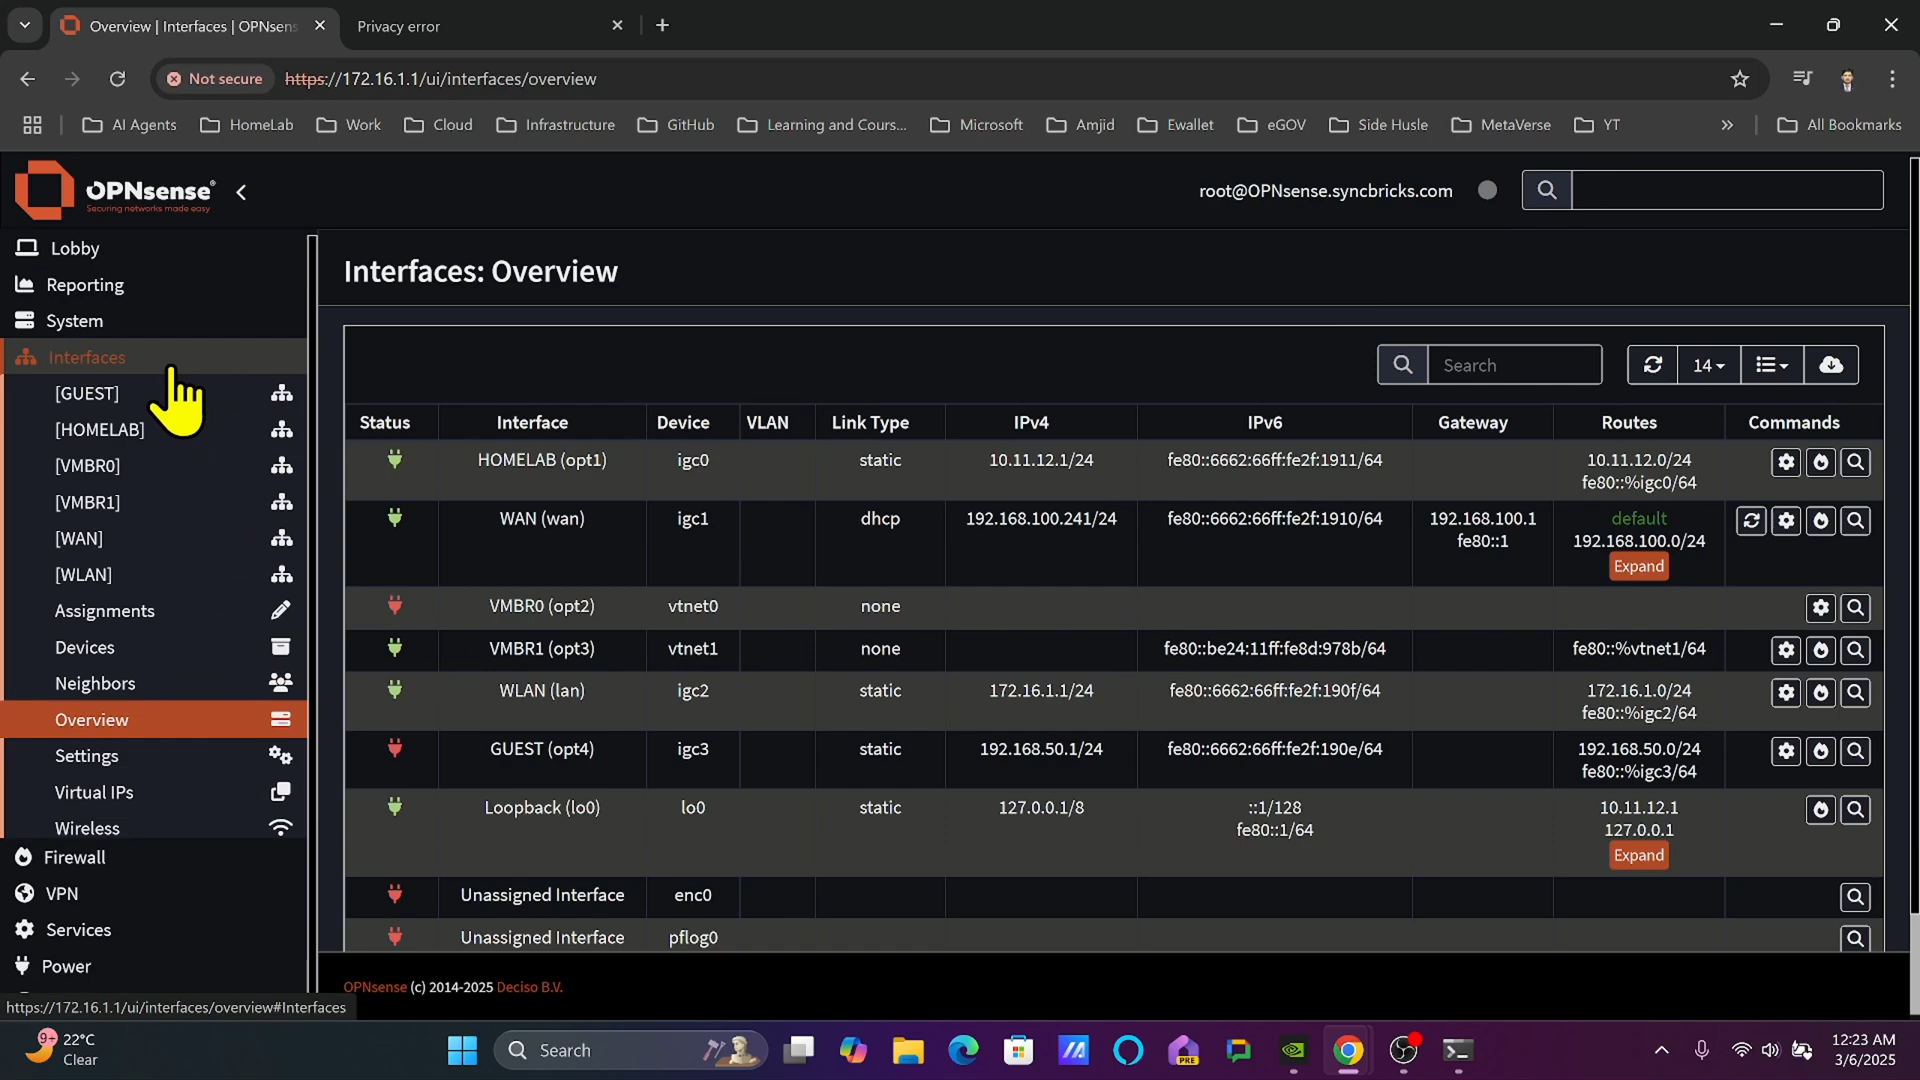 Overview | Interfaces | OPNsens
Privacy error
Not secure
https://172.16.1.1/ui/interfaces/overview
AI Agents
HomeLab
Work
Cloud
Infrastructure
GitHub
Learning and Cours...
Microsoft
Amjid
Ewallet
eGOV
Side Husle
MetaVerse
YT
All Bookmarks
OPNsense®
Securing networks made easy
root@OPNsense.syncbricks.com
Lobby
Reporting
System
Interfaces
[GUEST]
[HOMELAB]
[VMBR0]
[VMBR1]
[WAN]
[WLAN]
Assignments
Devices
Neighbors
Overview
Settings
Virtual IPs
Wireless
Firewall
VPN
Services
Power
https://172.16.1.1/ui/interfaces/overview#Interfaces
Interfaces: Overview
Search
14
Status Interface Device VLAN Link Type IPv4 IPv6 Gateway Routes Commands
HOMELAB (opt1) igc0 static 10.11.12.1/24 fe80::6662:66ff:fe2f:1911/64 10.11.12.0/24
fe80::%igc0/64
WAN (wan) igc1 dhcp 192.168.100.241/24 fe80::6662:66ff:fe2f:1910/64 192.168.100.1 default
fe80::1 192.168.100.0/24
Expand
VMBR0 (opt2) vtnet0 none
VMBR1 (opt3) vtnet1 none fe80::be24:11ff:fe8d:978b/64 fe80::%vtnet1/64
WLAN (lan) igc2 static 172.16.1.1/24 fe80::6662:66ff:fe2f:190f/64 172.16.1.0/24
fe80::%igc2/64
GUEST (opt4) igc3 static 192.168.50.1/24 fe80::6662:66ff:fe2f:190e/64 192.168.50.0/24
fe80::%igc3/64
Loopback (lo0) lo0 static 127.0.0.1/8 ::1/128 10.11.12.1
fe80::1/64 127.0.0.1
Expand
Unassigned Interface enc0
Unassigned Interface pflog0
OPNsense (c) 2014-2025 Deciso B.V.
9+
22°C
Clear
Search
PRE
12:23 AM
3/6/2025